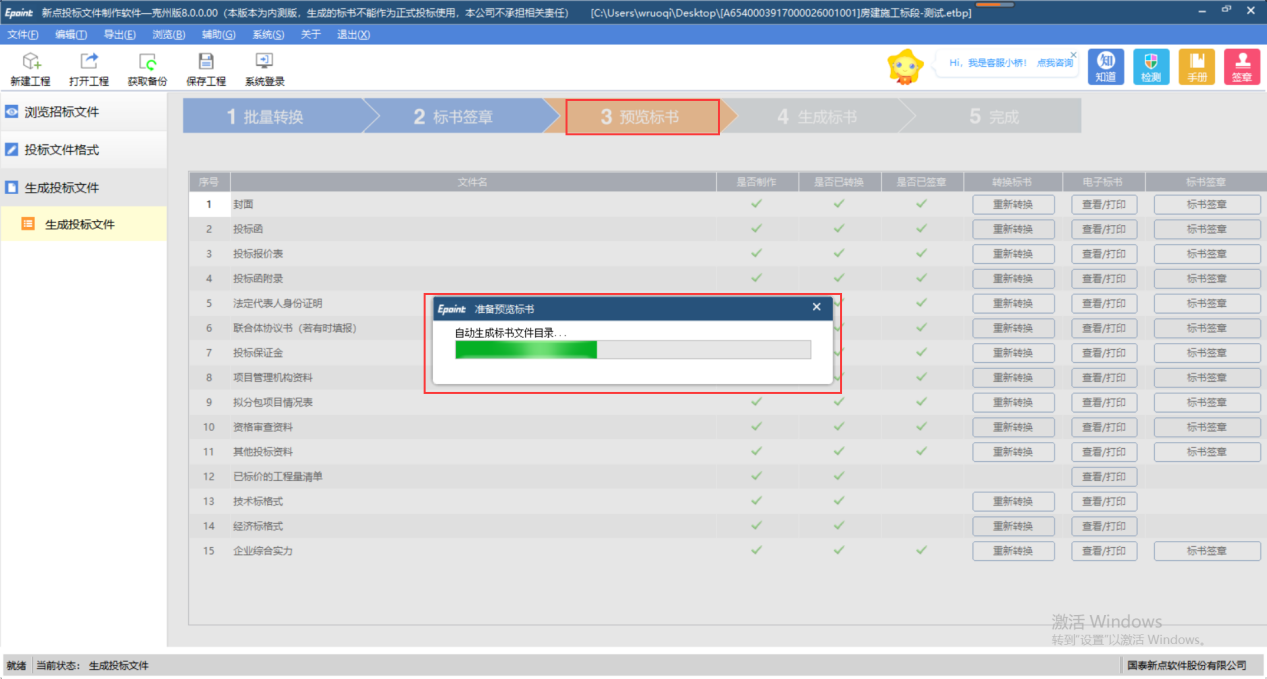 Epoint 新点投标文件制作软件—兖州版8.0.0.00（本版本为内测版，生成的标书不能作为正式投标使用，本公司不承担相关责任） [C:\Users\wruoqi\Desktop\[A6540003917000026001001]房建施工标段-测试.etbp]
文件(F) 编辑(T) 导出(E) 浏览(B) 辅助(G) 系统(S) 关于 退出(X)
新建工程 打开工程 获取备份 保存工程 系统登录
Hi，我是客服小桥！ 点我咨询
知
知道 检测 手册 签章
浏览招标文件
投标文件格式
生成投标文件
生成投标文件
1 批量转换 2 标书签章 3 预览标书 4 生成标书 5 完成
序号 文件名 是否制作 是否已转换 是否已签章 转换标书 电子标书 标书签章
1 封面 重新转换 查看/打印 标书签章
2 投标函 重新转换 查看/打印 标书签章
3 投标报价表 重新转换 查看/打印 标书签章
4 投标函附录 重新转换 查看/打印 标书签章
5 法定代表人身份证明 重新转换 查看/打印 标书签章
6 联合体协议书（若有时填报） 重新转换 查看/打印 标书签章
7 投标保证金 重新转换 查看/打印 标书签章
8 项目管理机构资料 重新转换 查看/打印 标书签章
9 拟分包项目情况表 重新转换 查看/打印 标书签章
10 资格审查资料 重新转换 查看/打印 标书签章
11 其他投标资料 重新转换 查看/打印 标书签章
12 已标价的工程量清单 查看/打印
13 技术标格式 重新转换 查看/打印
14 经济标格式 重新转换 查看/打印
15 企业综合实力 重新转换 查看/打印 标书签章
Epoint 准备预览标书
自动生成标书文件目录...
激活 Windows
转到"设置"以激活 Windows。
就绪 当前状态： 生成投标文件 国泰新点软件股份有限公司